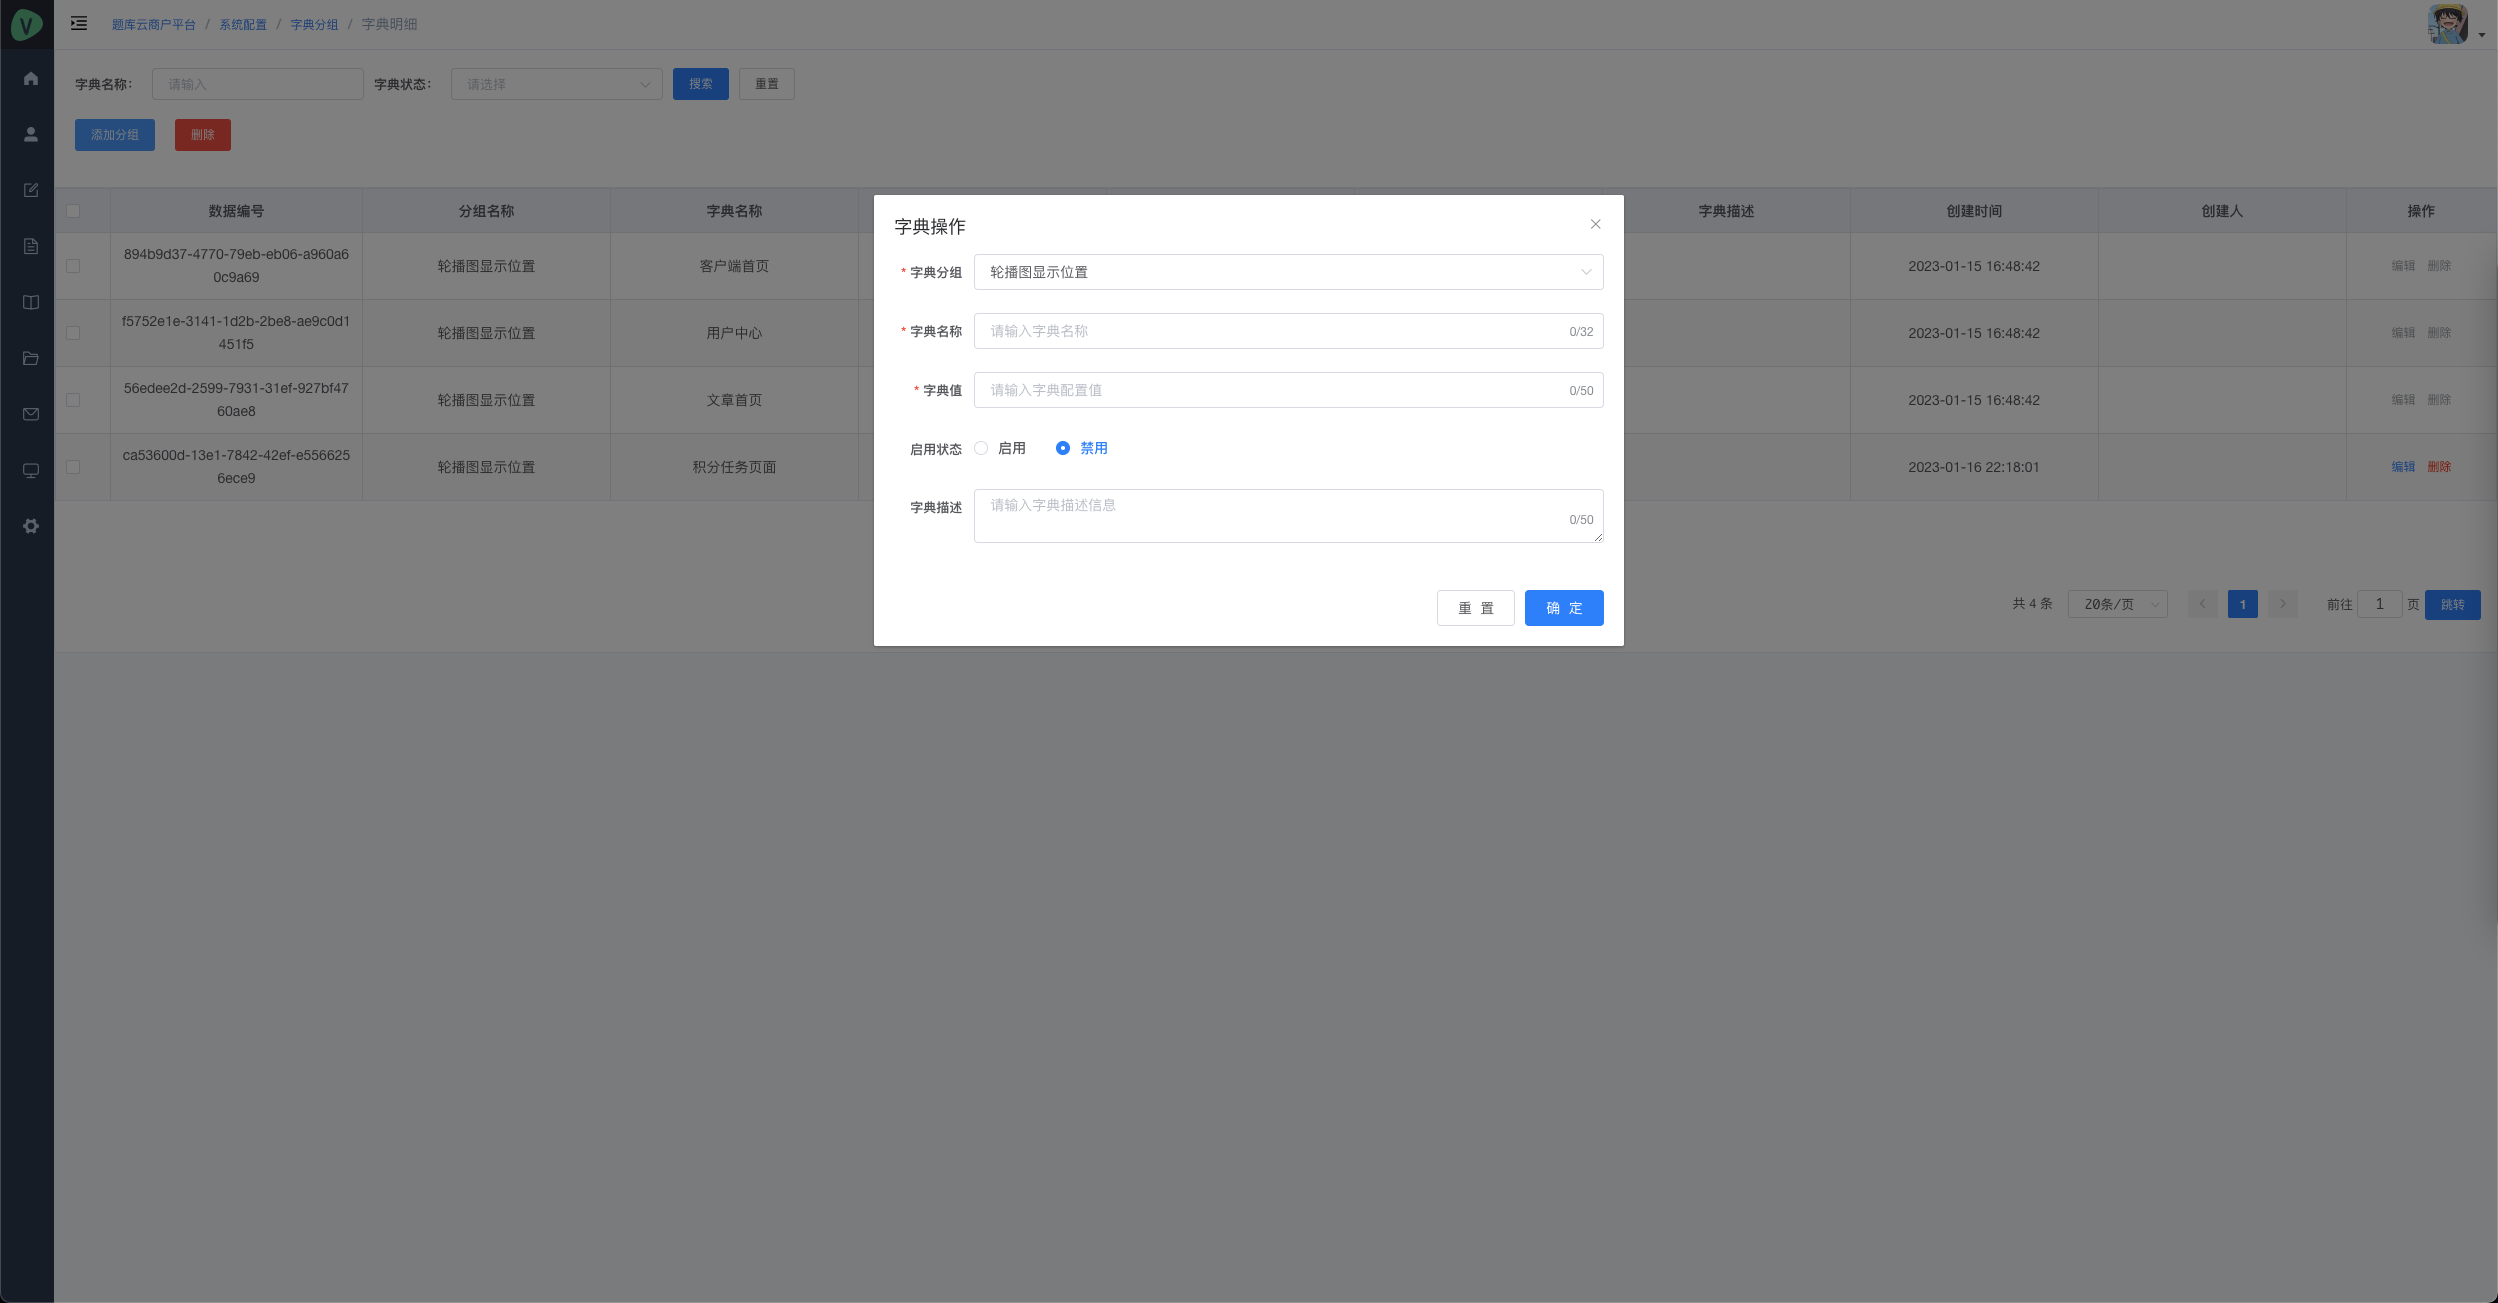 V
题库云商户平台 / 系统配置 / 字典分组 / 字典明细
字典名称： 请输入 字典状态： 请选择 搜索 重置
添加分组 删除
数据编号 分组名称 字典名称 字典描述 创建时间 创建人 操作
894b9d37-4770-79eb-eb06-a960a6
0c9a69
轮播图显示位置 客户端首页 2023-01-15 16:48:42 编辑 删除
f5752e1e-3141-1d2b-2be8-ae9c0d1
451f5
轮播图显示位置 用户中心 2023-01-15 16:48:42 编辑 删除
56edee2d-2599-7931-31ef-927bf47
60ae8
轮播图显示位置 文章首页 2023-01-15 16:48:42 编辑 删除
ca53600d-13e1-7842-42ef-e556625
6ece9
轮播图显示位置 积分任务页面 2023-01-16 22:18:01 编辑 删除
字典操作
* 字典分组 轮播图显示位置
* 字典名称 请输入字典名称 0/32
* 字典值 请输入字典配置值 0/50
启用状态 启用 禁用
字典描述 请输入字典描述信息 0/50
重 置 确 定
共 4 条 20条/页 1 前往 1 页 跳转